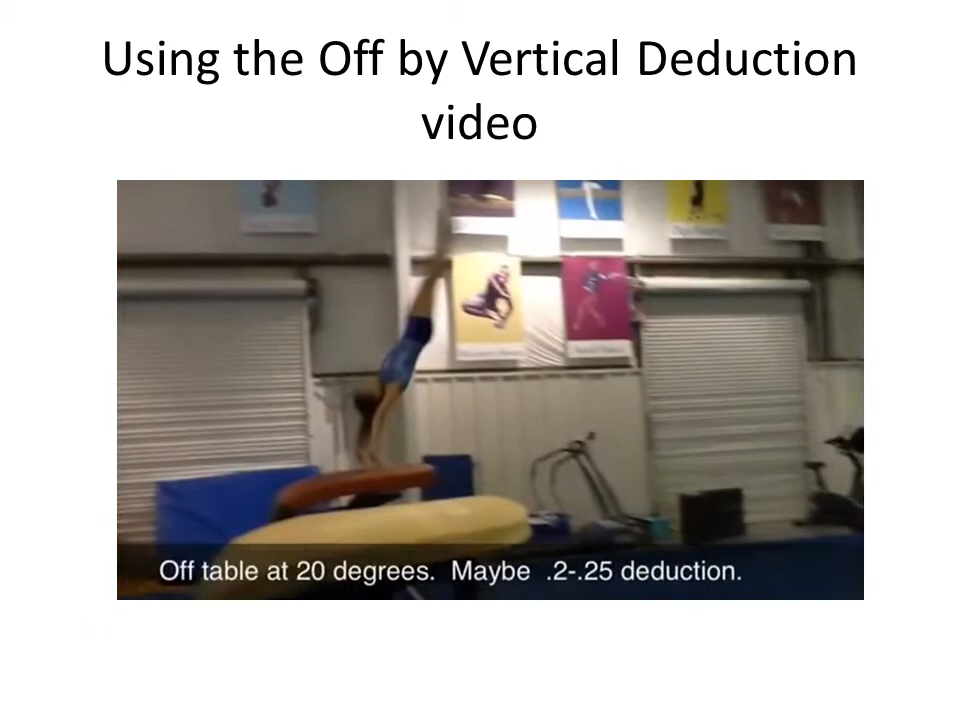 Using the Off by Vertical Deduction
video
Off table at 20 degrees.  Maybe  .2-.25 deduction.